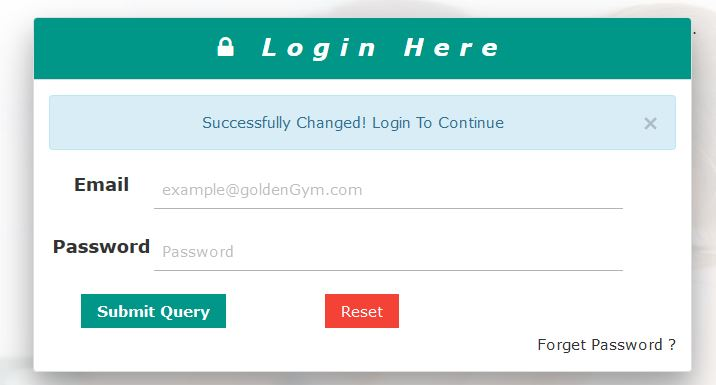 Login Here
Successfully Changed! Login To Continue ×
Email example@goldenGym.com
Password Password
Submit Query Reset
Forget Password ?